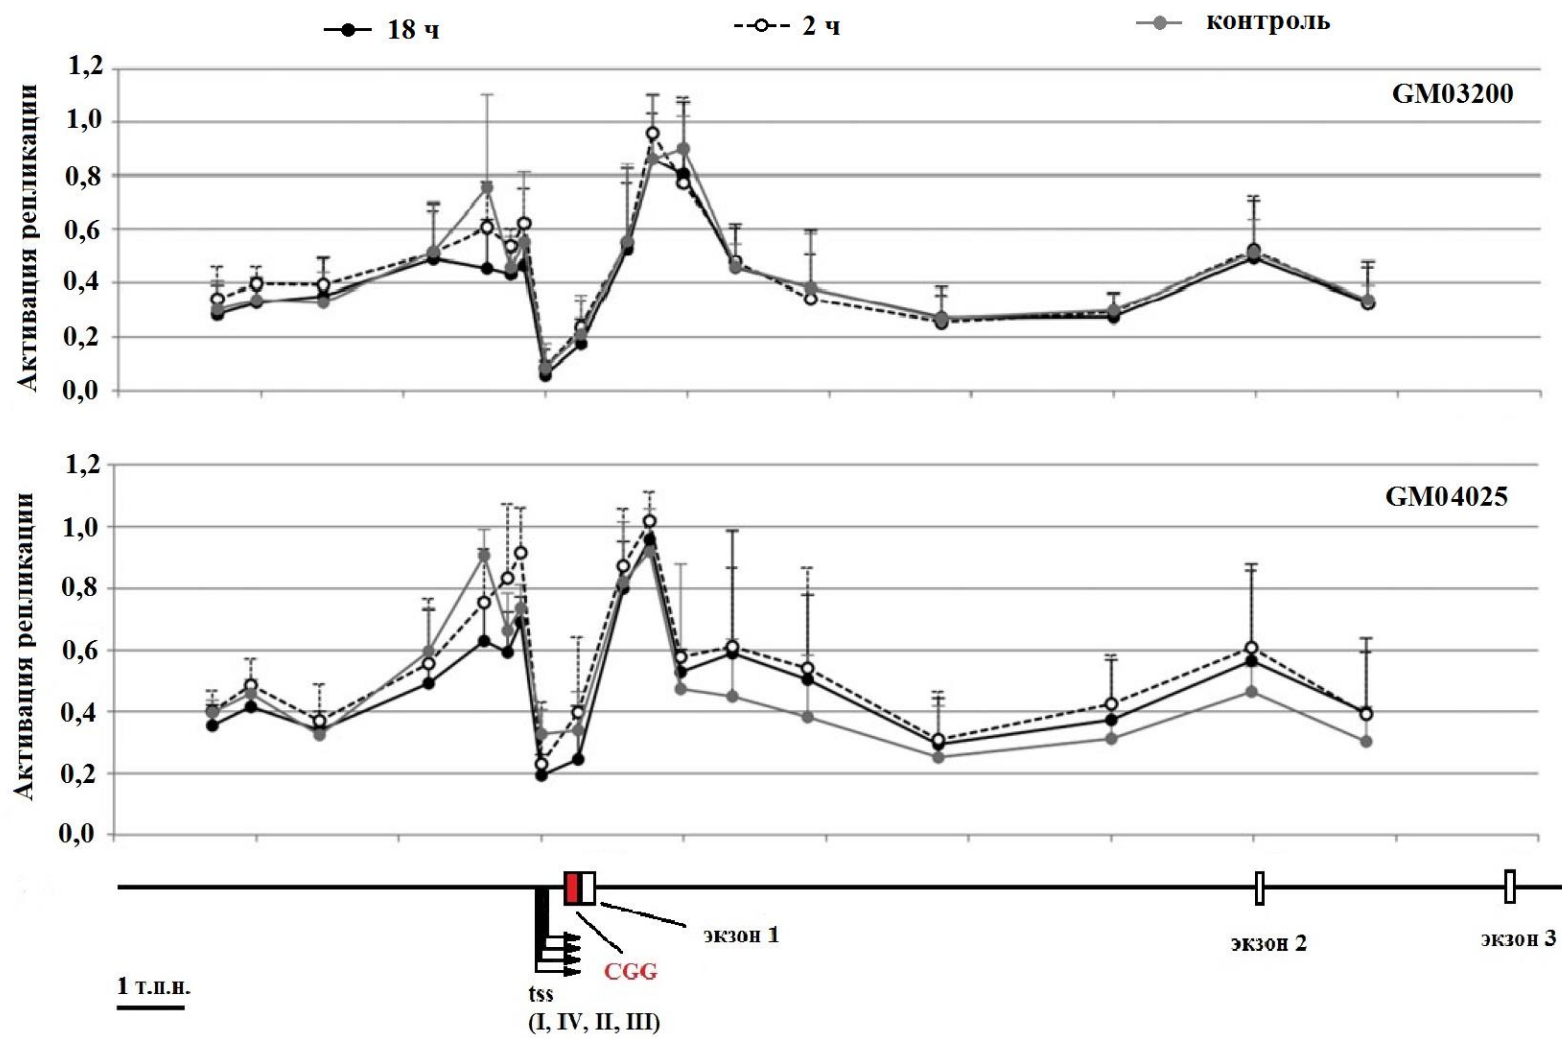 18 ч
2 ч
контроль
GM03200
Активация репликации
1,2
1,0
0,8
0,6
0,4
0,2
0,0
GM04025
Активация репликации
1,2
1,0
0,8
0,6
0,4
0,2
0,0
экзон 1
экзон 2
экзон 3
CGG
1 т.п.н.
tss
(I, IV, II, III)